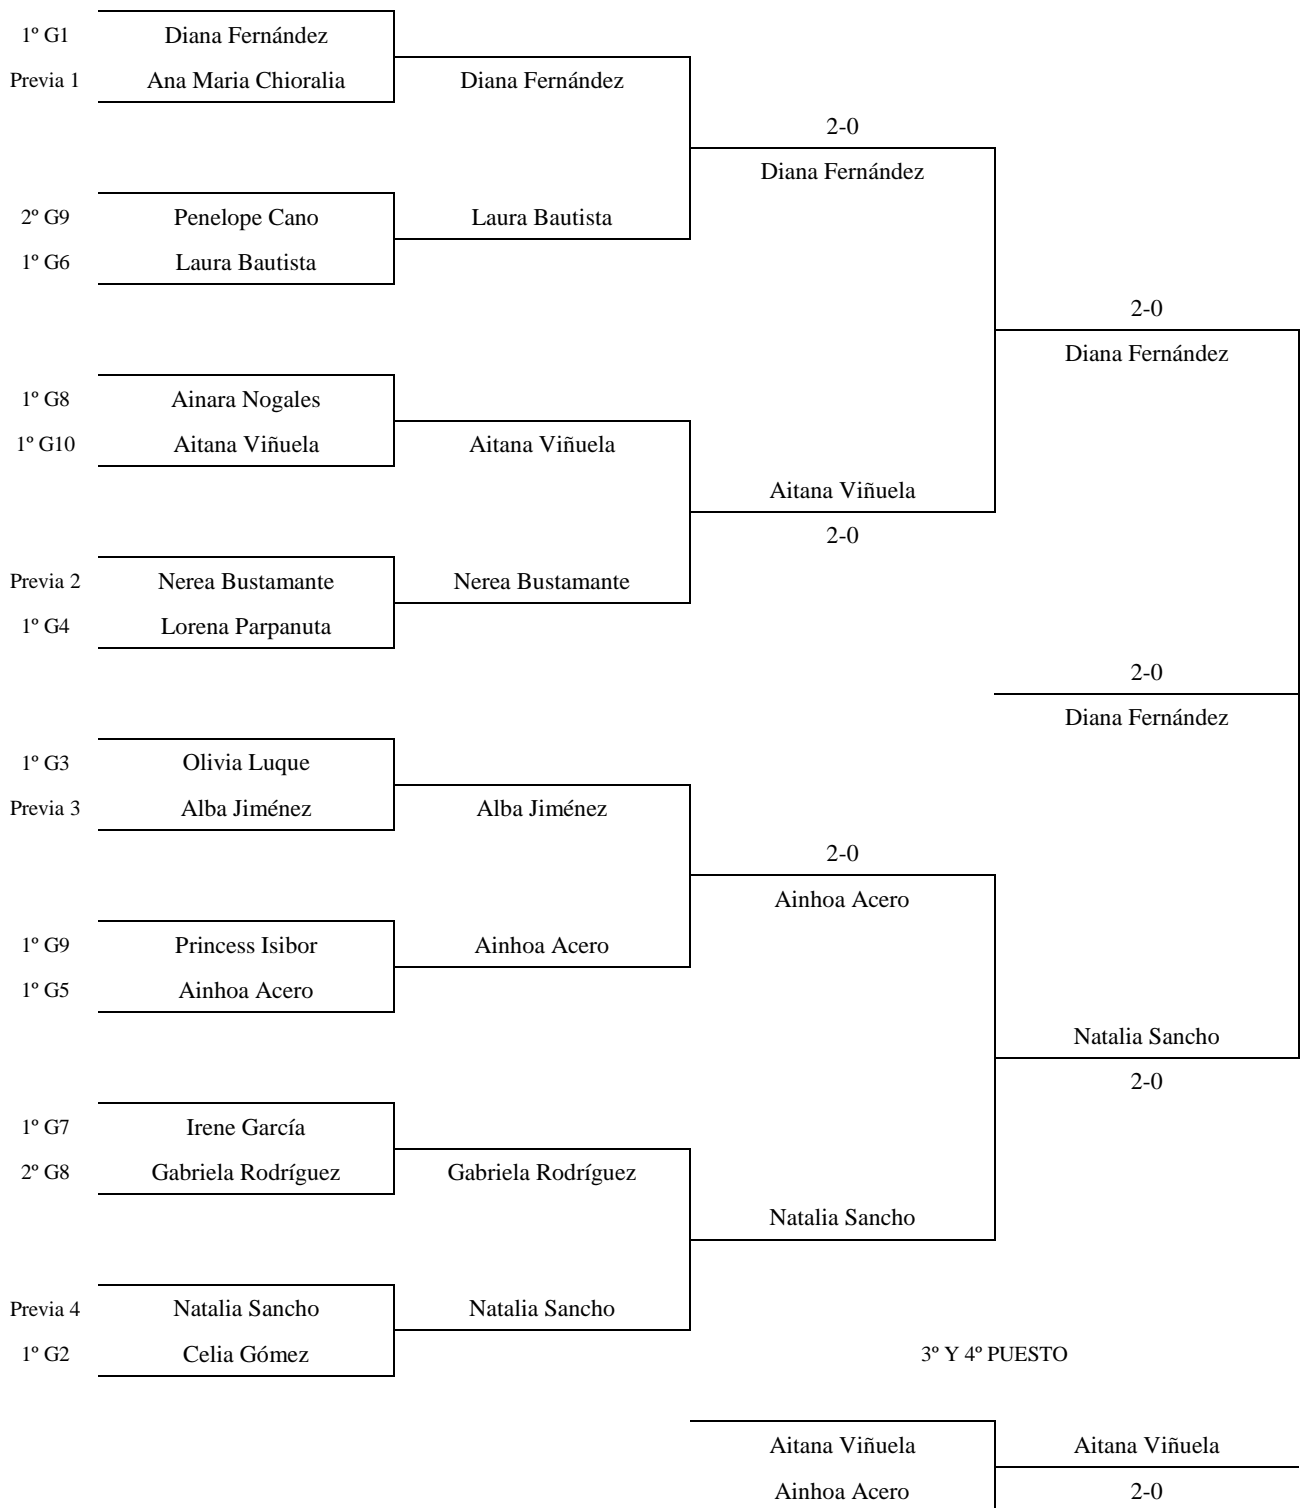 1º G1 Diana Fernández
Previa 1 Ana Maria Chioralia Diana Fernández
2-0
Diana Fernández
2º G9 Penelope Cano Laura Bautista
1º G6 Laura Bautista
2-0
Diana Fernández
1º G8 Ainara Nogales
1º G10 Aitana Viñuela Aitana Viñuela
Aitana Viñuela
2-0
Previa 2 Nerea Bustamante Nerea Bustamante
1º G4 Lorena Parpanuta
2-0
Diana Fernández
1º G3 Olivia Luque
Previa 3 Alba Jiménez Alba Jiménez
2-0
Ainhoa Acero
1º G9 Princess Isibor Ainhoa Acero
1º G5 Ainhoa Acero
Natalia Sancho
2-0
1º G7 Irene García
2º G8 Gabriela Rodríguez Gabriela Rodríguez
Natalia Sancho
Previa 4 Natalia Sancho Natalia Sancho
1º G2 Celia Gómez 3º Y 4º PUESTO
Aitana Viñuela Aitana Viñuela
Ainhoa Acero 2-0